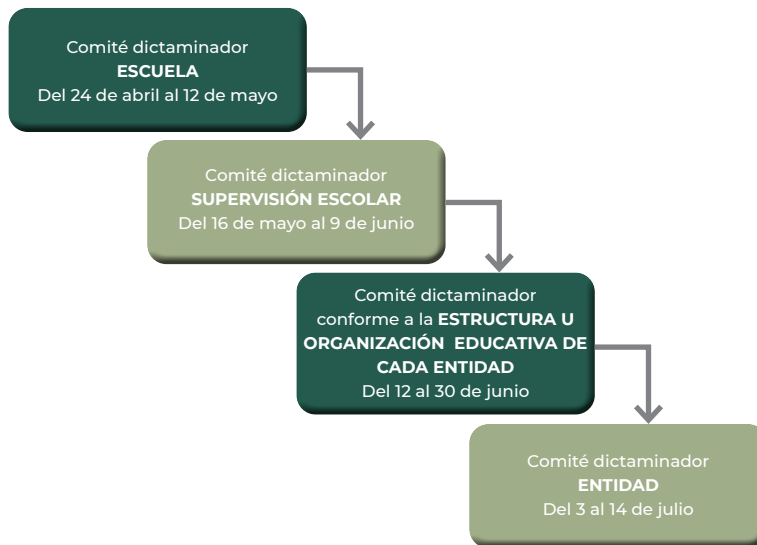 Comité dictaminador
ESCUELA
Del 24 de abril al 12 de mayo
Comité dictaminador
SUPERVISIÓN ESCOLAR
Del 16 de mayo al 9 de junio
Comité dictaminador
conforme a la ESTRUCTURA U
ORGANIZACIÓN EDUCATIVA DE
CADA ENTIDAD
Del 12 al 30 de junio
Comité dictaminador
ENTIDAD
Del 3 al 14 de julio